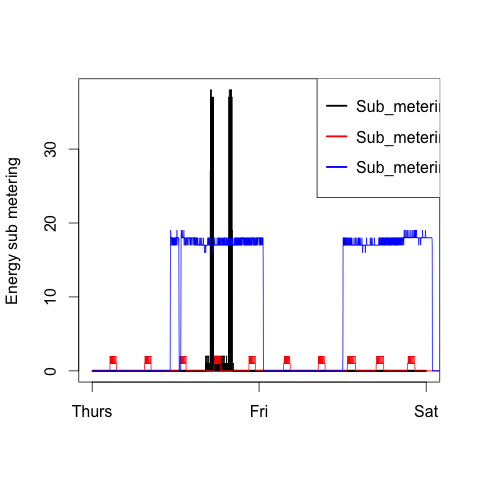 Sub_meterin
Sub_meterin
Sub_meterin
Energy sub metering
30
20
10
0
Thurs
Fri
Sat